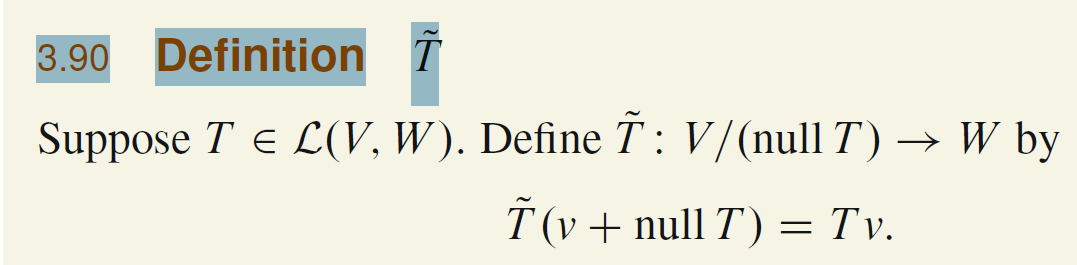 3.90 Definition T̃
Suppose T ∈ ℒ(V, W). Define T̃ : V/(null T) → W by
T̃(v + null T) = Tv.